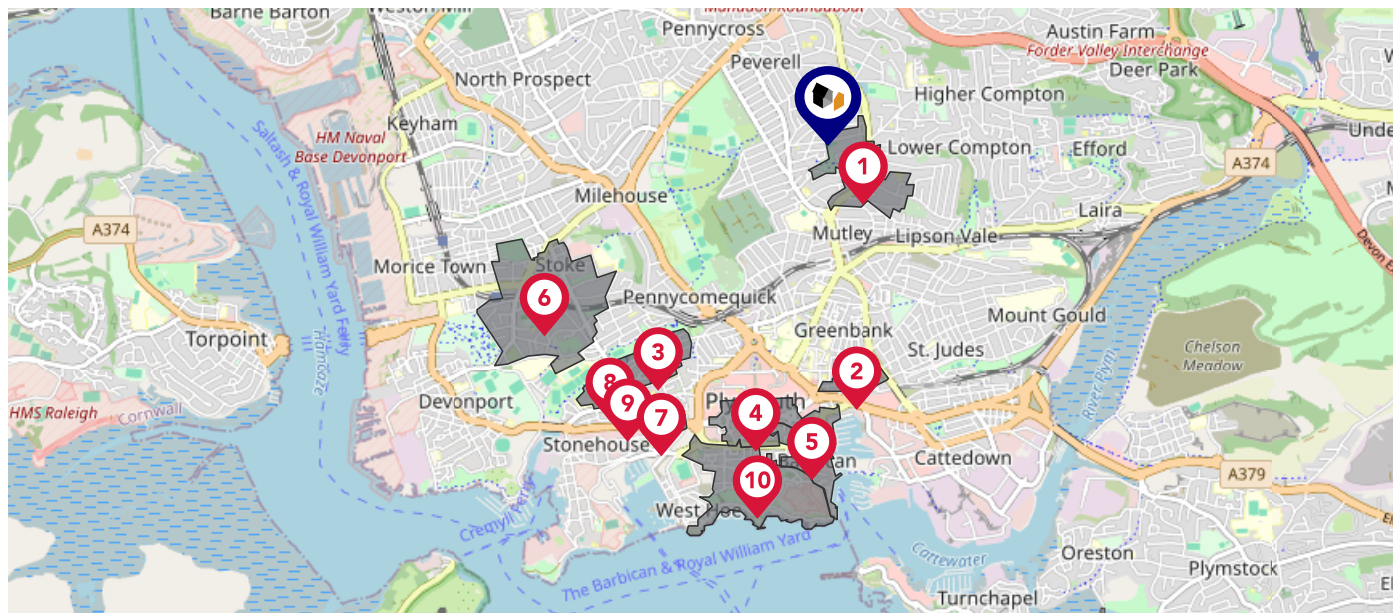 Barne Barton
Weston Mill
Manadon Roundabout
Pennycross
Austin Farm
Forder Valley Interchange
Peverell
Deer Park
North Prospect
Higher Compton
Keyham
HM Naval
Base Devonport
Lower Compton
Efford
Unde
A374
1
Saltash & Royal William Yard Ferry
Milehouse
Laira
A374
Mutley
Lipson Vale
Devon E
Morice Town
Stoke
6
Pennycomequick
Mount Gould
Torpoint
Hamoaze
Greenbank
St. Judes
Chelson
Meadow
3
2
8
9
7
4
5
10
River Plym
HMS Raleigh
Cornwall
Devonport
Stonehouse
Cattedown
A379
West Hoe
Cremyll Ferry
The Barbican & Royal William Yard
Cattewater
Oreston
Plymstock
El
Turnchapel